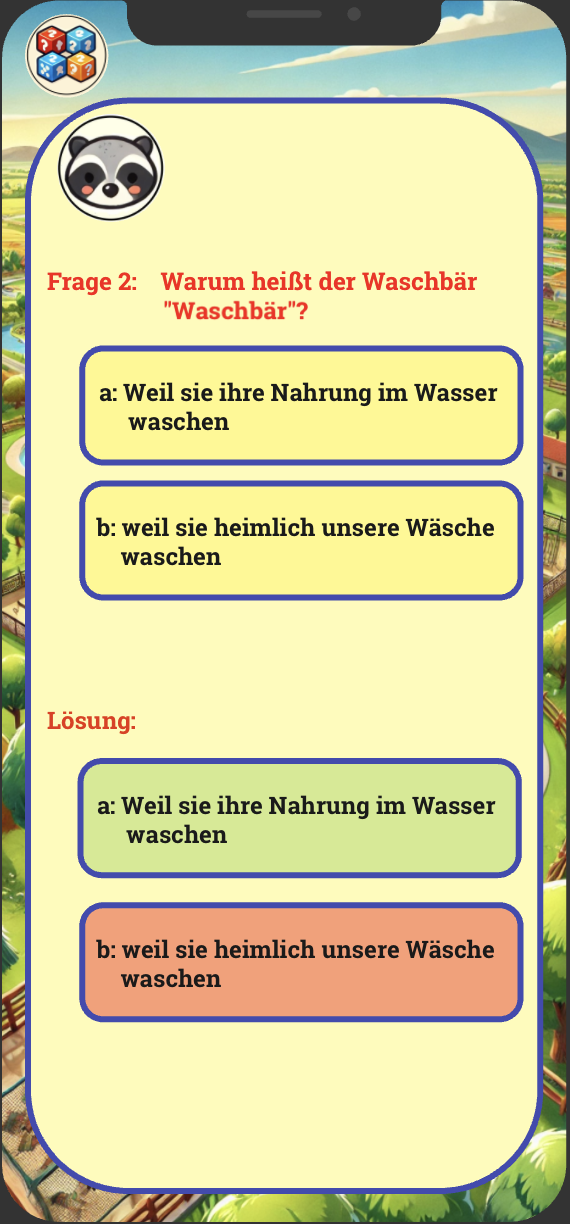 Frage 2: Warum heißt der Waschbär
"Waschbär"?
a: Weil sie ihre Nahrung im Wasser
waschen
b: weil sie heimlich unsere Wäsche
waschen
Lösung:
a: Weil sie ihre Nahrung im Wasser
waschen
b: weil sie heimlich unsere Wäsche
waschen